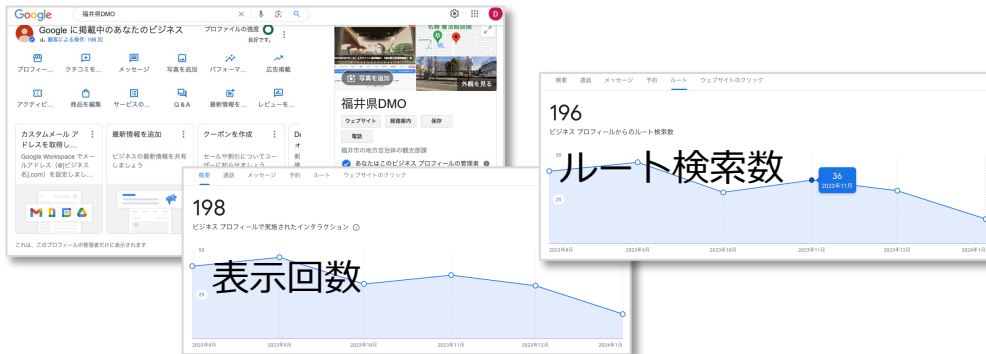 Google
福井県DMO
D
Google に掲載中のあなたのビジネス
顧客による操作: 198 回
プロファイルの強度
良好です。
プロフィー...
クチコミを...
メッセージ
写真を追加
パフォーマ...
広告掲載
アクティビ...
商品を編集
サービスの...
Q & A
最新情報を...
レビューを...
カスタムメール ア
ドレスを取得し...
Google Workspace でメー
ルアドレス（@[ビジネス
名].com）を設定しまし...
最新情報を追加
ビジネスの最新情報を共有
しましょう
クーポンを作成
セールや割引についてユー
ザーに知らせましょう
これは、このプロフィールの管理者だけに表示されます
写真を追加
外観を見る
福井県DMO
ウェブサイト
経路案内
保存
電話
福井市の地方自治体の観光部課
あなたはこのビジネス プロフィールの管理者
概要
通話
メッセージ
予約
ルート
ウェブサイトのクリック
198
ビジネス プロフィールで実施されたインタラクション
50
25
表示回数
2023年8月
2023年9月
2023年10月
2023年11月
2023年12月
2024年1月
概要
通話
メッセージ
予約
ルート
ウェブサイトのクリック
196
ビジネス プロフィールからのルート検索数
50
25
ルート検索数
36
2023年11月
2023年8月
2023年9月
2023年10月
2023年11月
2023年12月
2024年1月